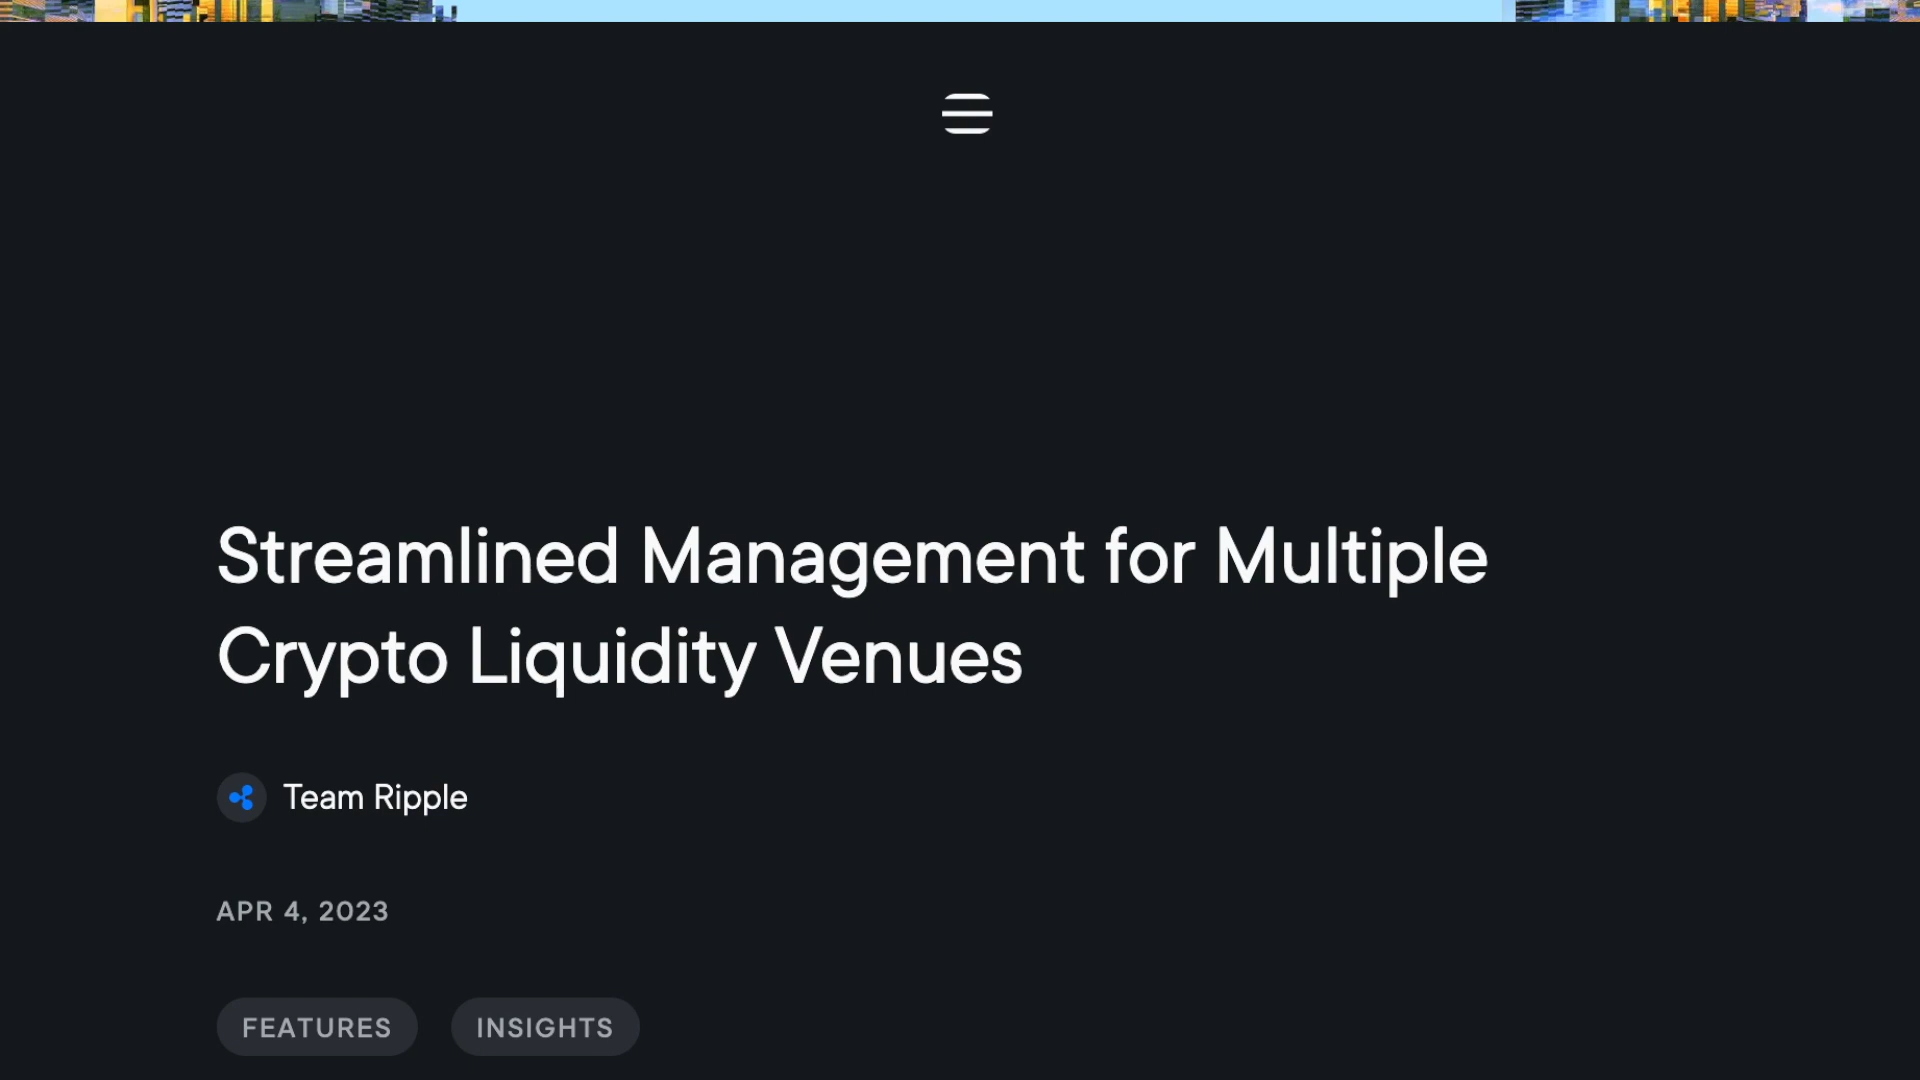 Streamlined Management for Multiple
Crypto Liquidity Venues
Team Ripple
APR 4, 2023
FEATURES
INSIGHTS